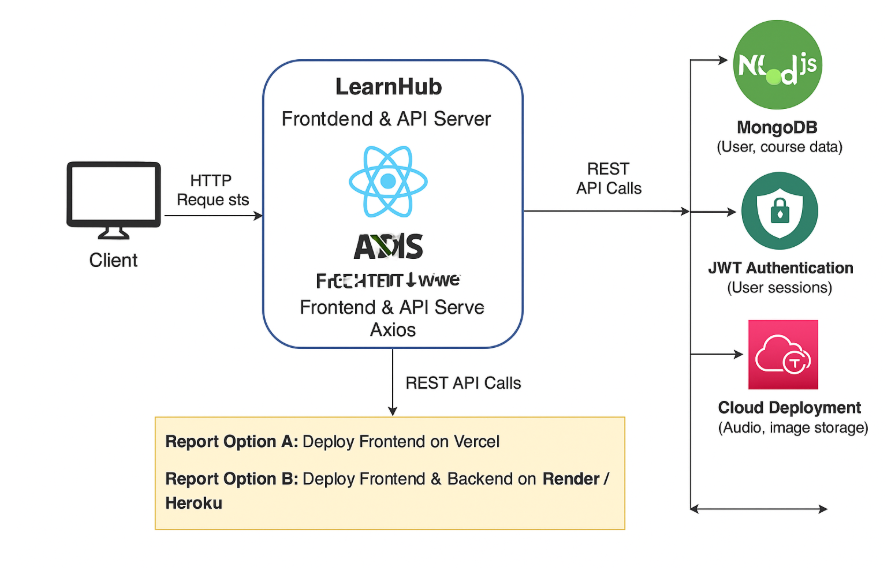 LearnHub
Frontdend & API Server
HTTP
Reque sts
Client
AXIS
Frontend & API Serve
Axios
REST
API Calls
MongoDB
(User, course data)
JWT Authentication
(User sessions)
T
Cloud Deployment
(Audio, image storage)
REST API Calls
Report Option A: Deploy Frontend on Vercel
Report Option B: Deploy Frontend & Backend on Render /
Heroku